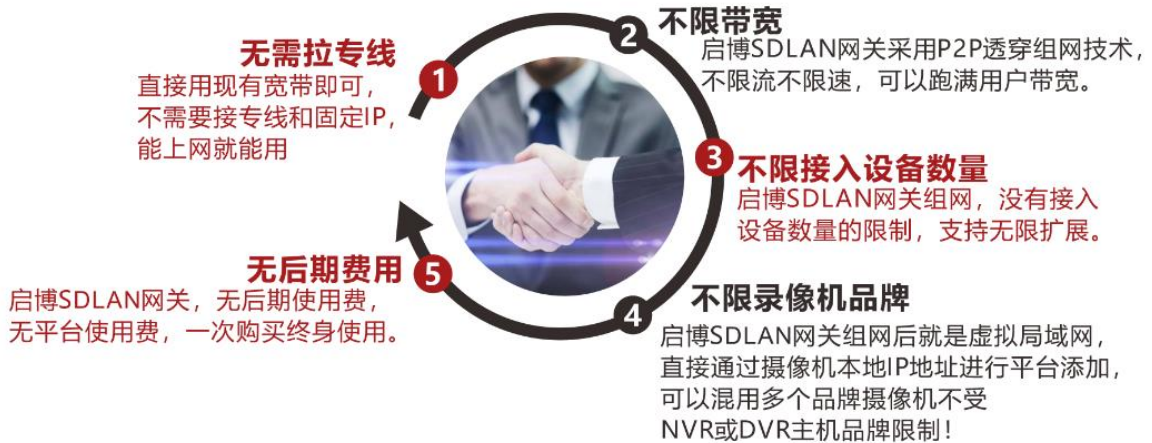 1
无需拉专线
直接用现有宽带即可，
不需要接专线和固定IP，
能上网就能用
2
不限带宽
启博SDLAN网关采用P2P透穿组网技术，
不限流不限速，可以跑满用户带宽。
3
不限接入设备数量
启博SDLAN网关组网，没有接入
设备数量的限制，支持无限扩展。
4
不限录像机品牌
启博SDLAN网关组网后就是虚拟局域网，
直接通过摄像机本地IP地址进行平台添加，
可以混用多个品牌摄像机不受
NVR或DVR主机品牌限制！
5
无后期费用
启博SDLAN网关，无后期使用费，
无平台使用费，一次购买终身使用。